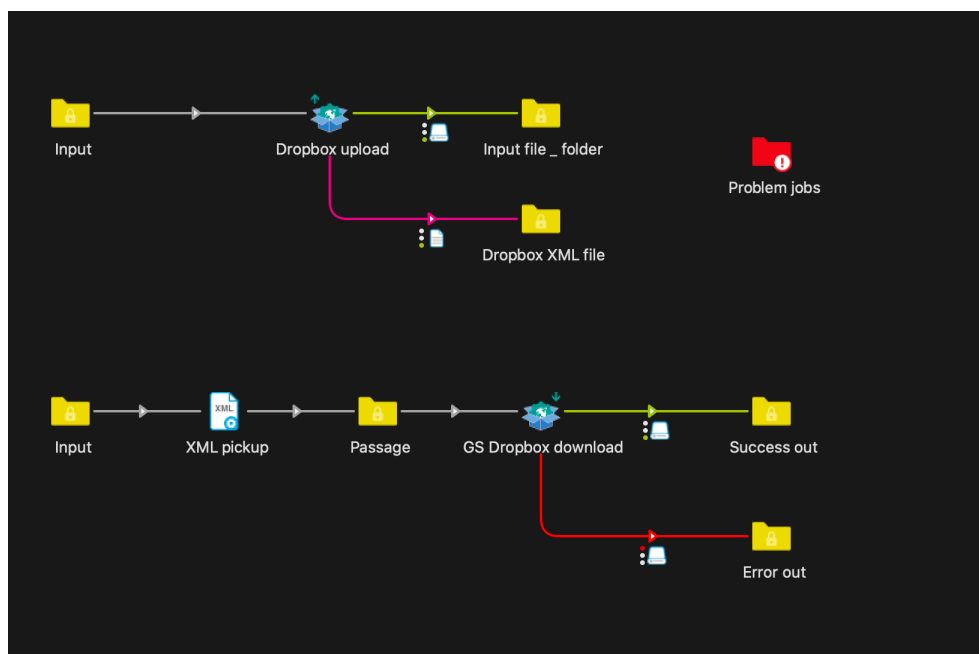 Input
Dropbox upload
Input file _ folder
Problem jobs
Dropbox XML file
Input
XML
XML pickup
Passage
GS Dropbox download
Success out
Error out